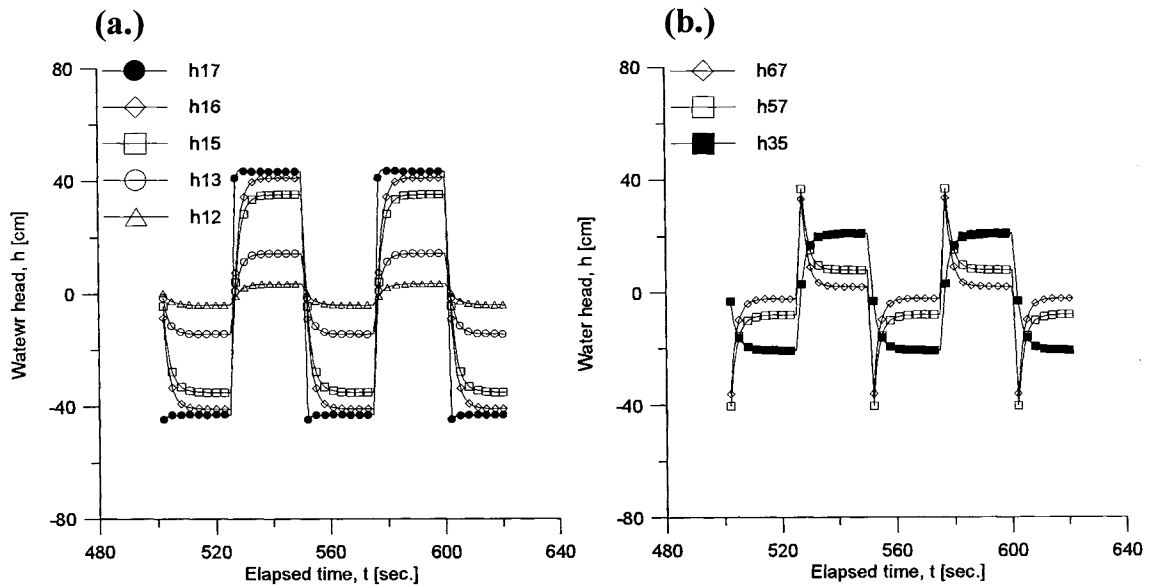 (a.)
h17
h16
h15
h13
h12
80
40
0
-40
-80
Watewr head, h [cm]
480
520
560
600
640
Elapsed time, t [sec.]
(b.)
h67
h57
h35
80
40
0
-40
-80
Water head, h [cm]
480
520
560
600
640
Elapsed time, t [sec.]